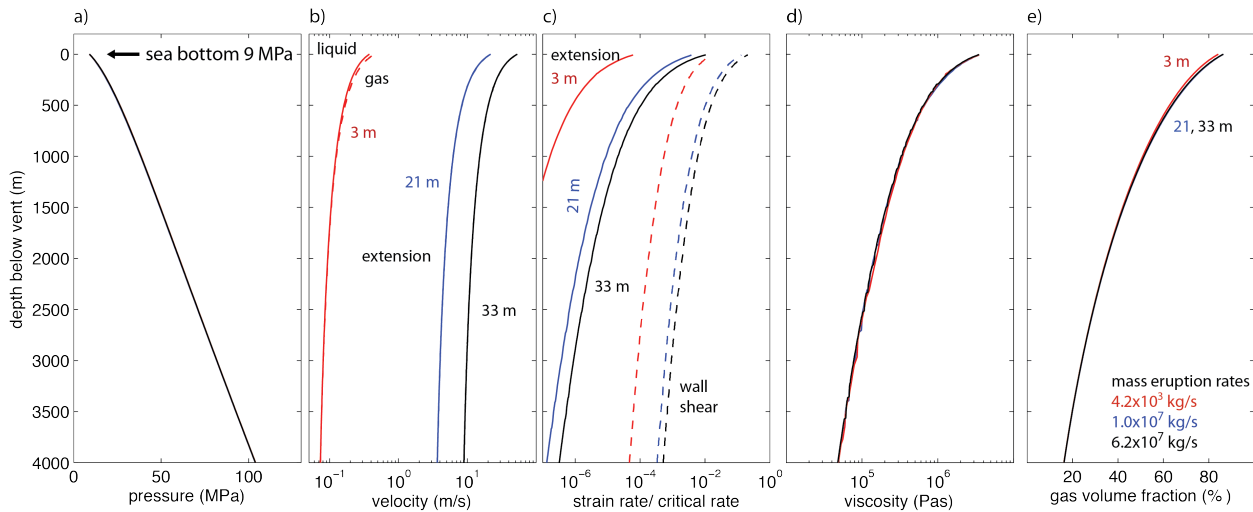 a)
b)
c)
d)
e)
sea bottom 9 MPa
liquid
gas
3 m
21 m
extension
33 m
extension
3 m
21 m
33 m
wall
shear
3 m
21, 33 m
mass eruption rates
4.2x10³ kg/s
1.0x10⁷ kg/s
6.2x10⁷ kg/s
depth below vent (m)
0
500
1000
1500
2000
2500
3000
3500
4000
0 50 100
pressure (MPa)
10⁻¹ 10⁰ 10¹
velocity (m/s)
10⁻⁶ 10⁻⁴ 10⁻² 10⁰
strain rate/ critical rate
10⁵ 10⁶
viscosity (Pas)
20 40 60 80
gas volume fraction (%)